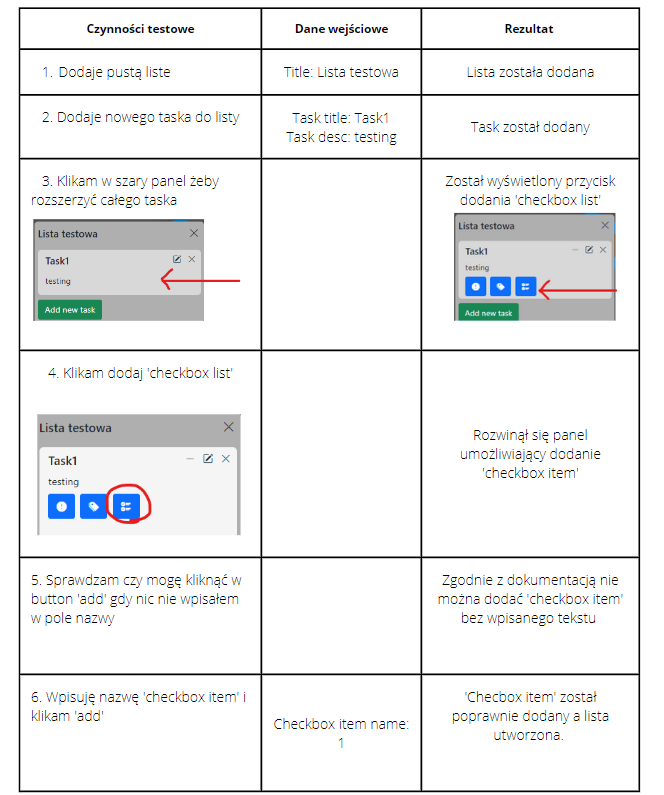 Czynności testowe
Dane wejściowe
Rezultat
1. Dodaje pustą liste
Title: Lista testowa
Lista została dodana
2. Dodaje nowego taska do listy
Task title: Task1
Task desc: testing
Task został dodany
3. Klikam w szary panel żeby
rozszerzyć całego taska
Lista testowa
Task1
testing
Add new task
Został wyświetlony przycisk
dodania 'checkbox list'
Lista testowa
Task1
testing
Add new task
4. Klikam dodaj 'checkbox list'
Lista testowa
Task1
testing
Rozwinął się panel
umożliwiający dodanie
'checkbox item'
5. Sprawdzam czy mogę kliknąć w
button 'add' gdy nic nie wpisałem
w pole nazwy
Zgodnie z dokumentacją nie
można dodać 'checkbox item'
bez wpisanego tekstu
6. Wpisuję nazwę 'checkbox item' i
klikam 'add'
Checkbox item name:
1
'Checbox item' został
poprawnie dodany a lista
utworzona.